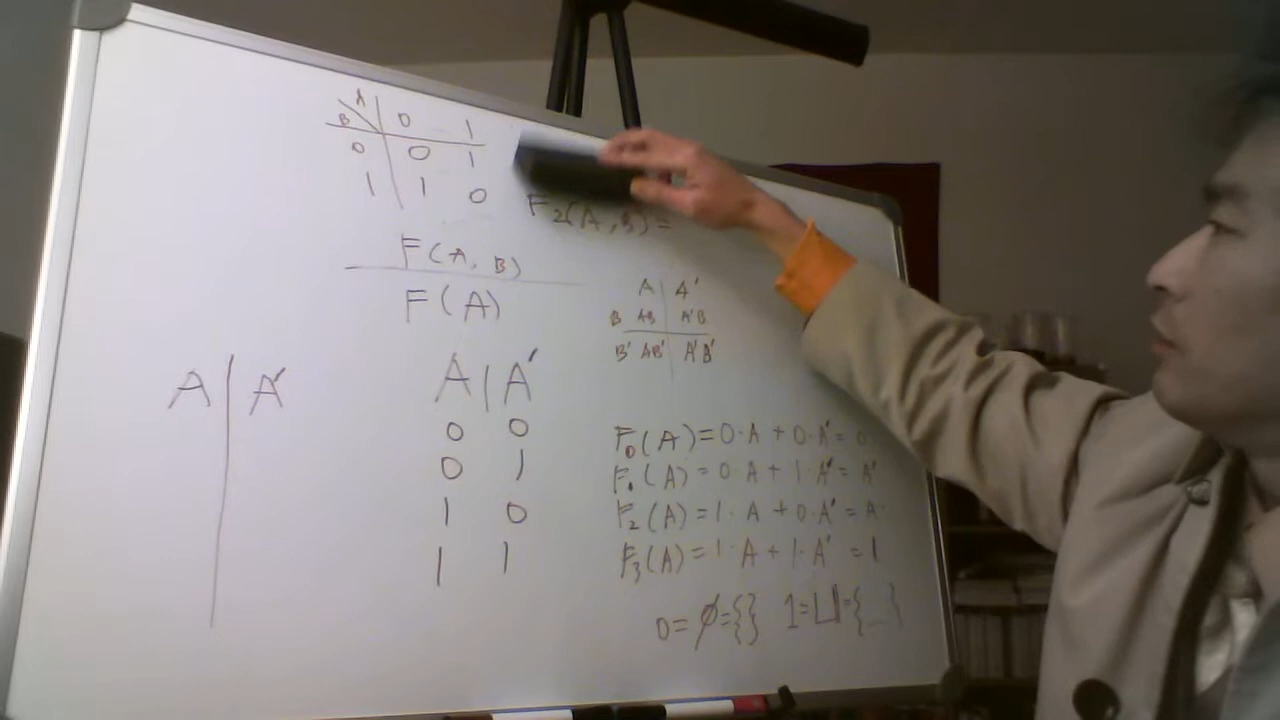 A
B 0 1
0 0 1
1 1 0
F2(A,B)=
F(A, B)
F(A)
A A'
B AB A'B
B' AB' A'B'
A A'
A A'
0 0
0 1
1 0
1 1
F0(A)=0·A + 0·A'= 0
F1(A)=0·A + 1·A'= A'
F2(A)=1·A + 0·A'= A
F3(A)=1·A + 1·A' = 1
0=∅={} 1=⊔={_}